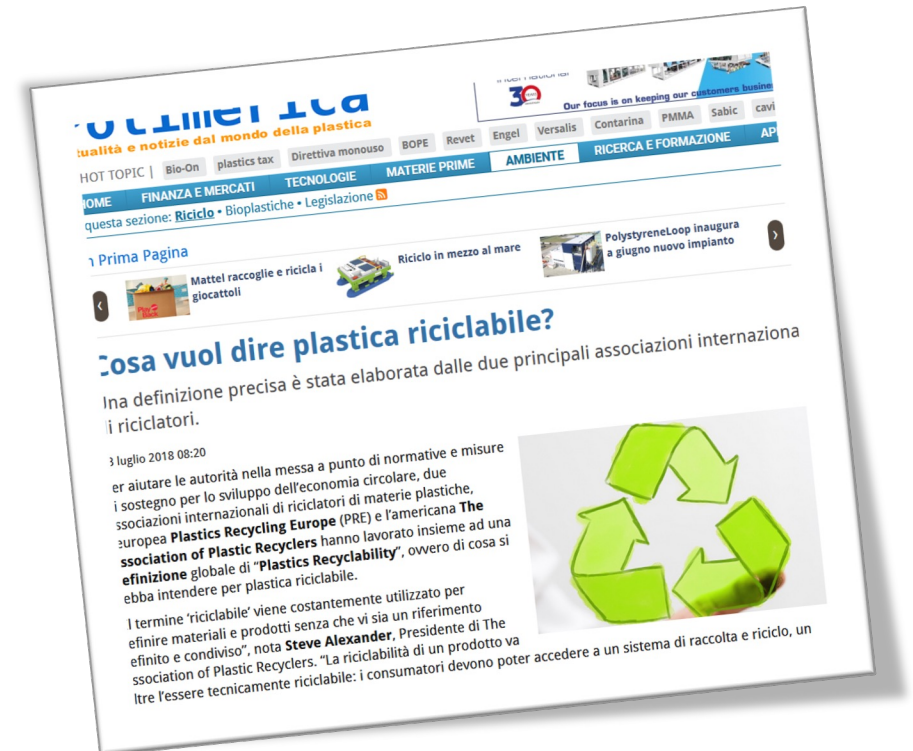 30
Our focus is on keeping our customers busine
tualità e notizie dal mondo della plastica
HOT TOPIC | Bio-On plastics tax Direttiva monouso BOPE Revet Engel Versalis Contarina PMMA Sabic cavi
OME FINANZA E MERCATI TECNOLOGIE MATERIE PRIME AMBIENTE RICERCA E FORMAZIONE AP
questa sezione: Riciclo • Bioplastiche • Legislazione
n Prima Pagina
Mattel raccoglie e ricicla i
giocattoli
Riciclo in mezzo al mare
PolystyreneLoop inaugura
a giugno nuovo impianto
Cosa vuol dire plastica riciclabile?
Una definizione precisa è stata elaborata dalle due principali associazioni internaziona
i riciclatori.
3 luglio 2018 08:20
er aiutare le autorità nella messa a punto di normative e misure
i sostegno per lo sviluppo dell'economia circolare, due
ssociazioni internazionali di riciclatori di materie plastiche,
europea Plastics Recycling Europe (PRE) e l'americana The
ssociation of Plastic Recyclers hanno lavorato insieme ad una
efinizione globale di "Plastics Recyclability", ovvero di cosa si
ebba intendere per plastica riciclabile.
l termine 'riciclabile' viene costantemente utilizzato per
efinire materiali e prodotti senza che vi sia un riferimento
efinito e condiviso", nota Steve Alexander, Presidente di The
ssociation of Plastic Recyclers. "La riciclabilità di un prodotto va
ltre l'essere tecnicamente riciclabile: i consumatori devono poter accedere a un sistema di raccolta e riciclo, un